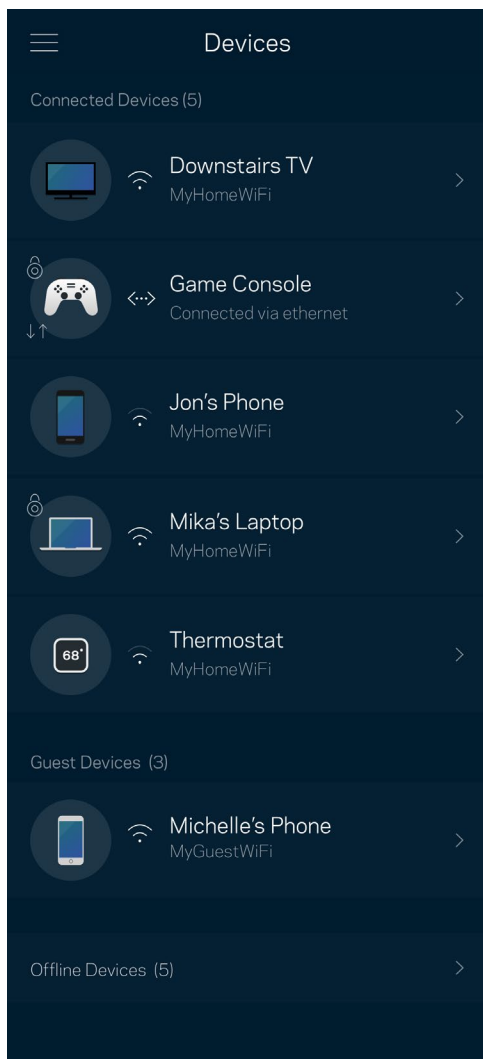 Devices
Connected Devices (5)
Downstairs TV
MyHomeWiFi
Game Console
Connected via ethernet
Jon's Phone
MyHomeWiFi
Mika's Laptop
MyHomeWiFi
68°
Thermostat
MyHomeWiFi
Guest Devices (3)
Michelle's Phone
MyGuestWiFi
Offline Devices (5)